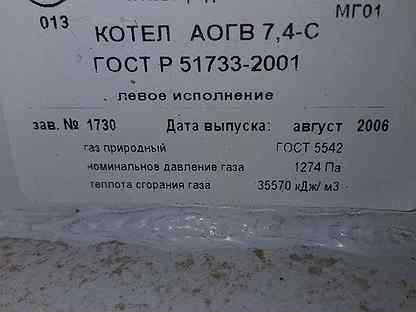 013
МГ01
КОТЕЛ АОГВ 7,4-С
ГОСТ Р 51733-2001
левое исполнение
зав. № 1730 Дата выпуска: август 2006
газ природный ГОСТ 5542
номинальное давление газа 1274 Па
теплота сгорания газа 35570 кДж/ м3